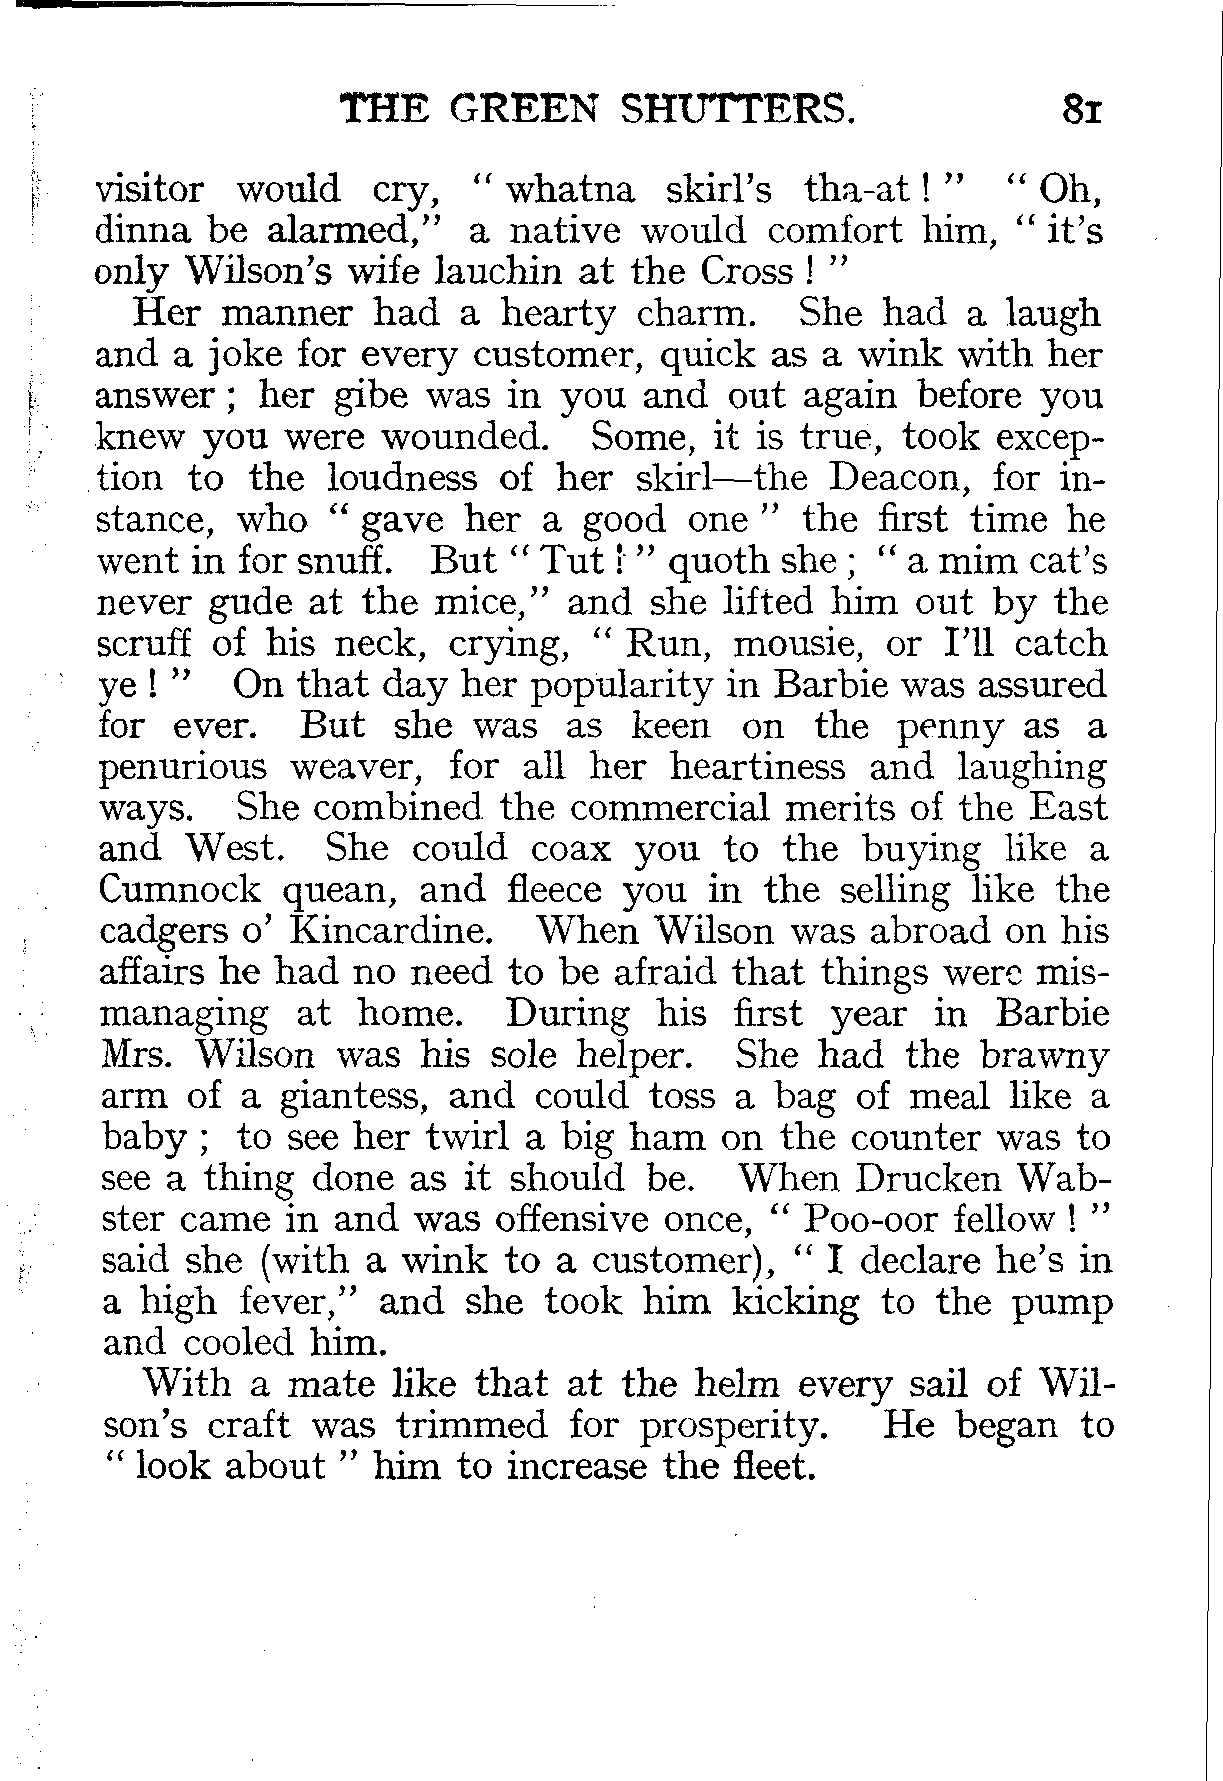 THE GREEN SHUTTERS. 81
visitor would cry, “ whatna skirl's tha-at ! ” “ Oh,
dinna be alarmed,” a native would comfort him, “ it's
only Wilson's wife lauchin at the Cross ! ”
Her manner had a hearty charm. She had a laugh
and a joke for every customer, quick as a wink with her
answer ; her gibe was in you and out again before you
knew you were wounded. Some, it is true, took excep-
tion to the loudness of her skirl—the Deacon, for in-
stance, who “ gave her a good one ” the first time he
went in for snuff. But “ Tut ! ” quoth she ; “ a mim cat's
never gude at the mice,” and she lifted him out by the
scruff of his neck, crying, “ Run, mousie, or I'll catch
ye ! ” On that day her popularity in Barbie was assured
for ever. But she was as keen on the penny as a
penurious weaver, for all her heartiness and laughing
ways. She combined the commercial merits of the East
and West. She could coax you to the buying like a
Cumnock quean, and fleece you in the selling like the
cadgers o' Kincardine. When Wilson was abroad on his
affairs he had no need to be afraid that things were mis-
managing at home. During his first year in Barbie
Mrs. Wilson was his sole helper. She had the brawny
arm of a giantess, and could toss a bag of meal like a
baby ; to see her twirl a big ham on the counter was to
see a thing done as it should be. When Drucken Wab-
ster came in and was offensive once, “ Poo-oor fellow ! ”
said she (with a wink to a customer), “ I declare he's in
a high fever,” and she took him kicking to the pump
and cooled him.
With a mate like that at the helm every sail of Wil-
son's craft was trimmed for prosperity. He began to
“ look about ” him to increase the fleet.